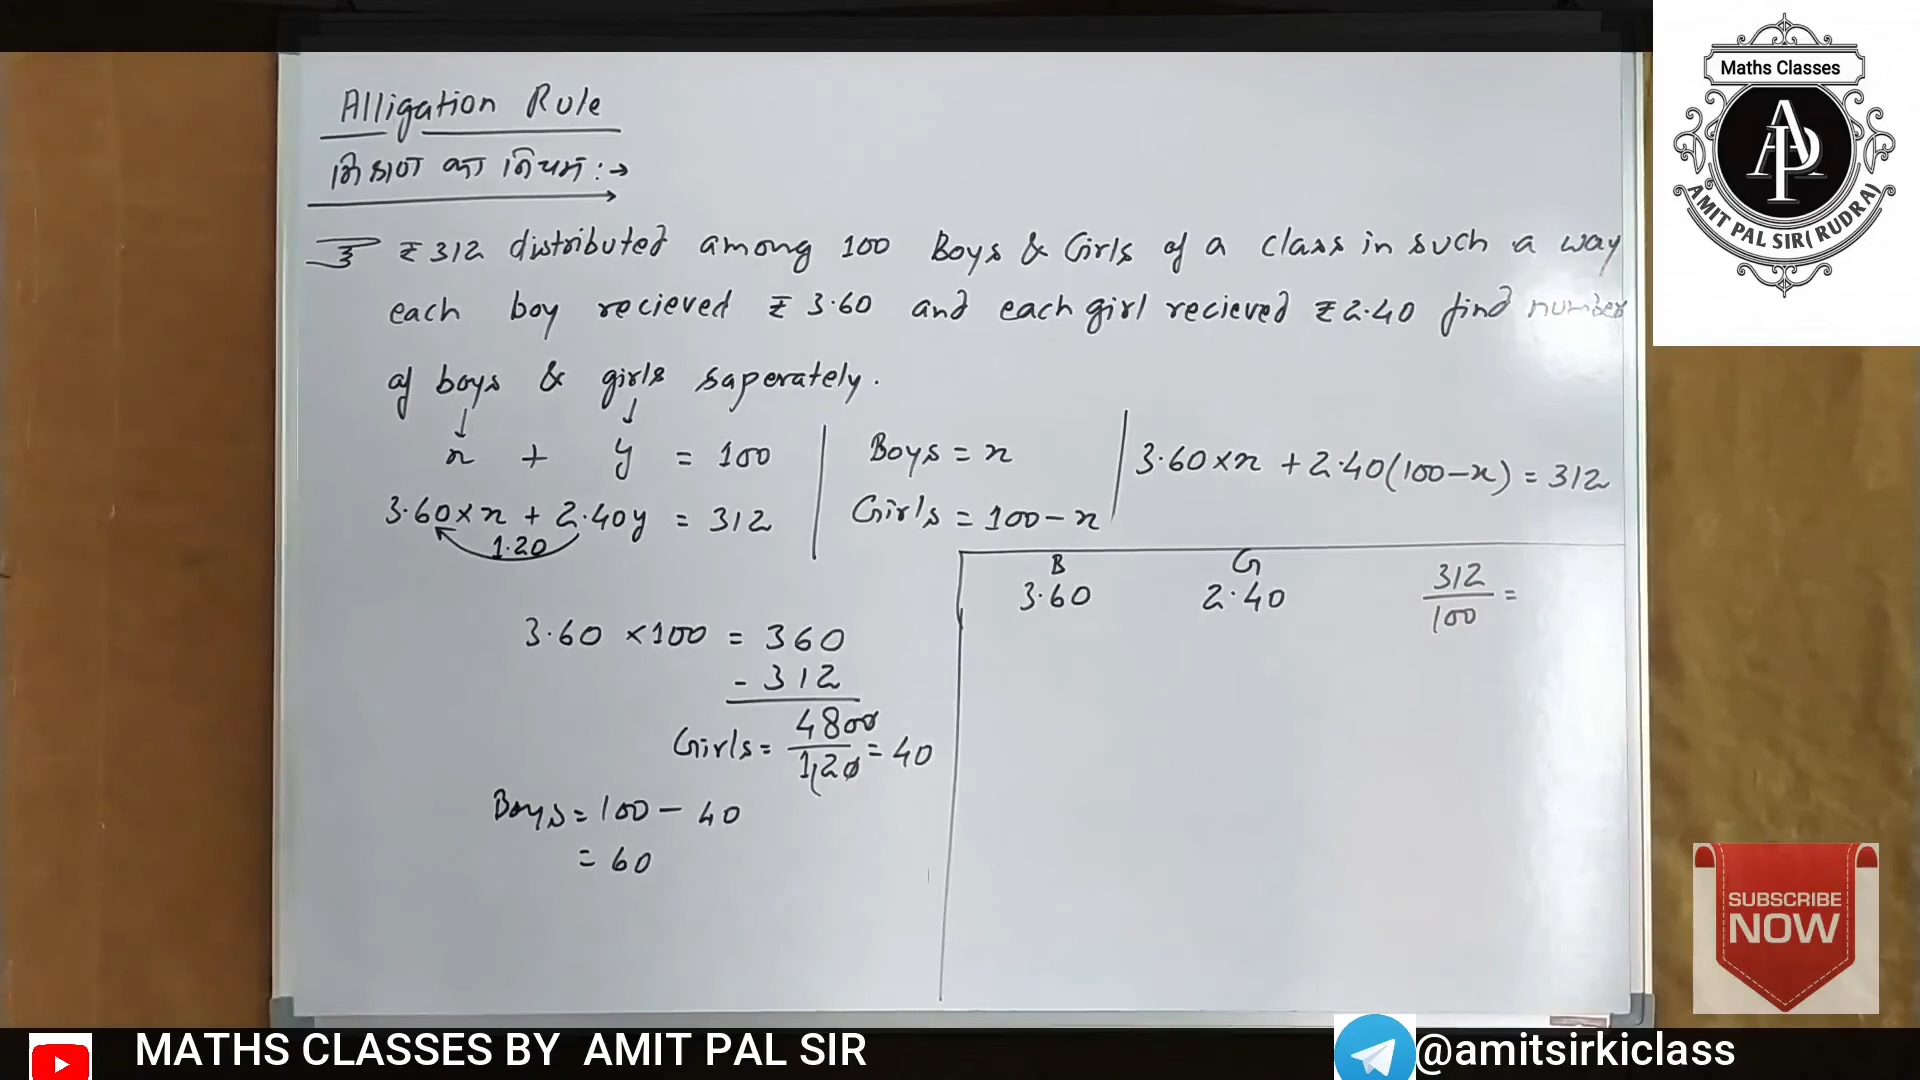 Alligation Rule
मिश्रण का नियम :→
₹ 312 distributed among 100 Boys & Girls of a class in such a way
each boy recieved ₹ 3.60 and each girl recieved ₹ 2.40 find number
of boys & girls saperately.
x + y = 100
3.60 × x + 2.40y = 312
1.20
Boys = x
Girls = 100 - x
3.60 × x + 2.40 (100 - x) = 312
3.60 × 100 = 360
- 312
Girls = 4800 / 1.20 = 40
Boys = 100 - 40
= 60
B G
3.60 2.40
312 / 100 =
Maths Classes
AP
AMIT PAL SIR( RUDRA)
SUBSCRIBE
NOW
MATHS CLASSES BY AMIT PAL SIR
@amitsirkiclass